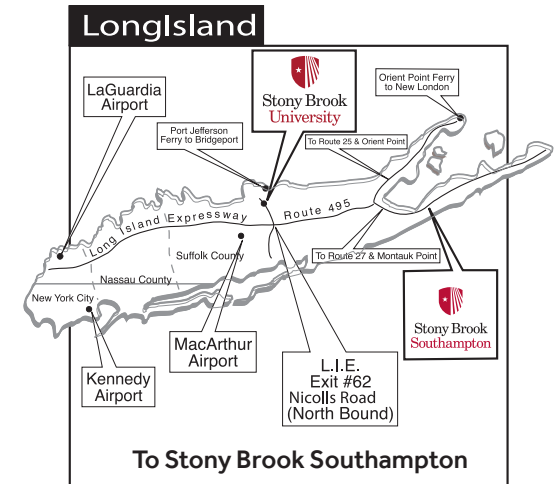 LongIsland
LaGuardia
Airport
Stony Brook
University
Orient Point Ferry
to New London
Port Jefferson
Ferry to Bridgeport
To Route 25 & Orient Point
Long Island Expressway Route 495
Suffolk County
To Route 27 & Montauk Point
Nassau County
New York City
Stony Brook
Southampton
MacArthur
Airport
L.I.E.
Exit #62
Nicolls Road
(North Bound)
Kennedy
Airport
To Stony Brook Southampton